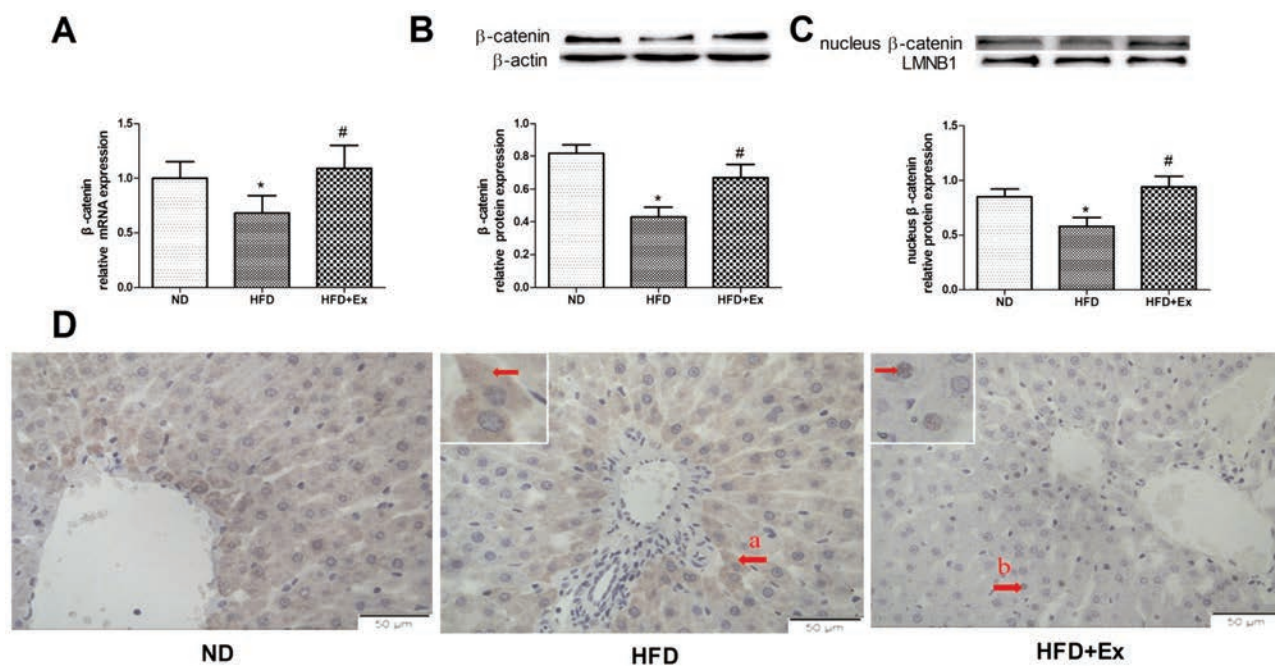 A
B
C
β-catenin
β-actin
nucleus β-catenin
LMNB1
β-catenin
relative mRNA expression
1.5
1.0
0.5
0.0
*
#
ND
HFD
HFD+Ex
β-catenin
relative protein expression
1.0
0.8
0.6
0.4
0.2
0.0
*
#
ND
HFD
HFD+Ex
nucleus β-catenin
relative protein expression
1.5
1.0
0.5
0.0
*
#
ND
HFD
HFD+Ex
D
a
b
50 μm
50 μm
50 μm
ND
HFD
HFD+Ex